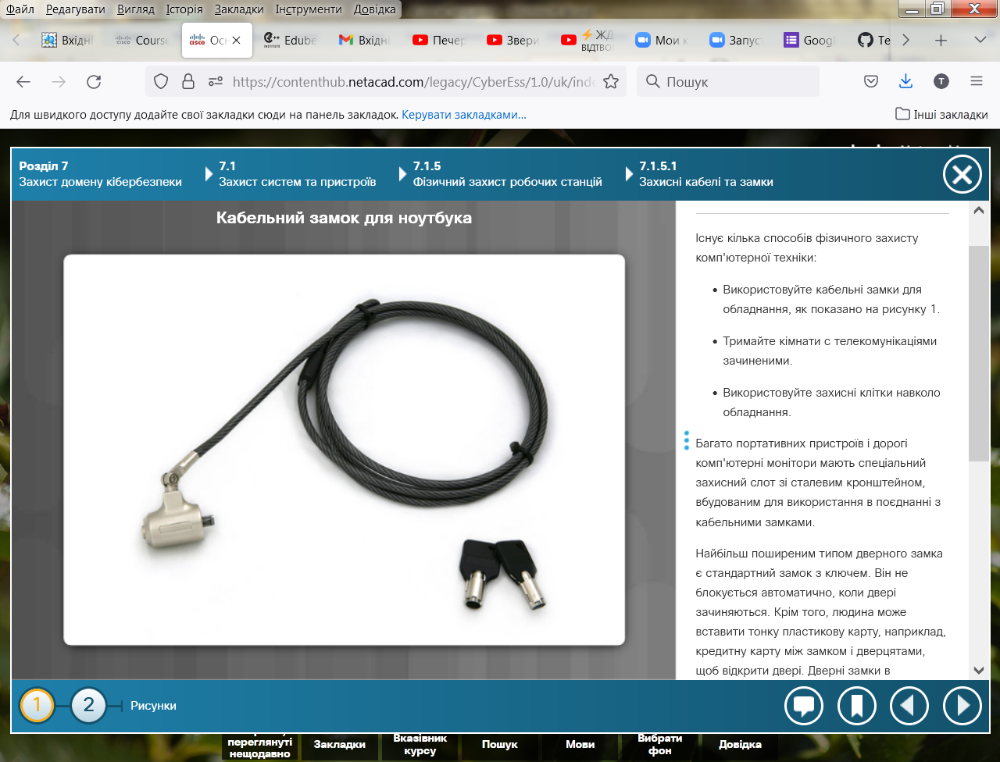 Файл Редагувати Вигляд Історія Закладки Інструменти Довідка
Вхідні Course Осн Edube Вхідні Печер Звери ⚡ЖД Мои к Запус Googl Te
ВІДТВОР
https://contenthub.netacad.com/legacy/CyberEss/1.0/uk/inde Пошук T
Для швидкого доступу додайте свої закладки сюди на панель закладок. Керувати закладками... Інші закладки
Розділ 7 7.1 7.1.5 7.1.5.1
Захист домену кібербезпеки Захист систем та пристроїв Фізичний захист робочих станцій Захисні кабелі та замки
Кабельний замок для ноутбука
Існує кілька способів фізичного захисту
комп'ютерної техніки:
• Використовуйте кабельні замки для
обладнання, як показано на рисунку 1.
• Тримайте кімнати с телекомунікаціями
зачиненими.
• Використовуйте захисні клітки навколо
обладнання.
Багато портативних пристроїв і дорогі
комп'ютерні монітори мають спеціальний
захисний слот зі сталевим кронштейном,
вбудованим для використання в поєднанні з
кабельними замками.
Найбільш поширеним типом дверного замка
є стандартний замок з ключем. Він не
блокується автоматично, коли двері
зачиняються. Крім того, людина може
вставити тонку пластикову карту, наприклад,
кредитну карту між замком і дверцятами,
щоб відкрити двері. Дверні замки в
1 2 Рисунки
переглянуті
нещодавно
Закладки
Вказівник
курсу
Пошук
Мови
Вибрати
фон
Довідка